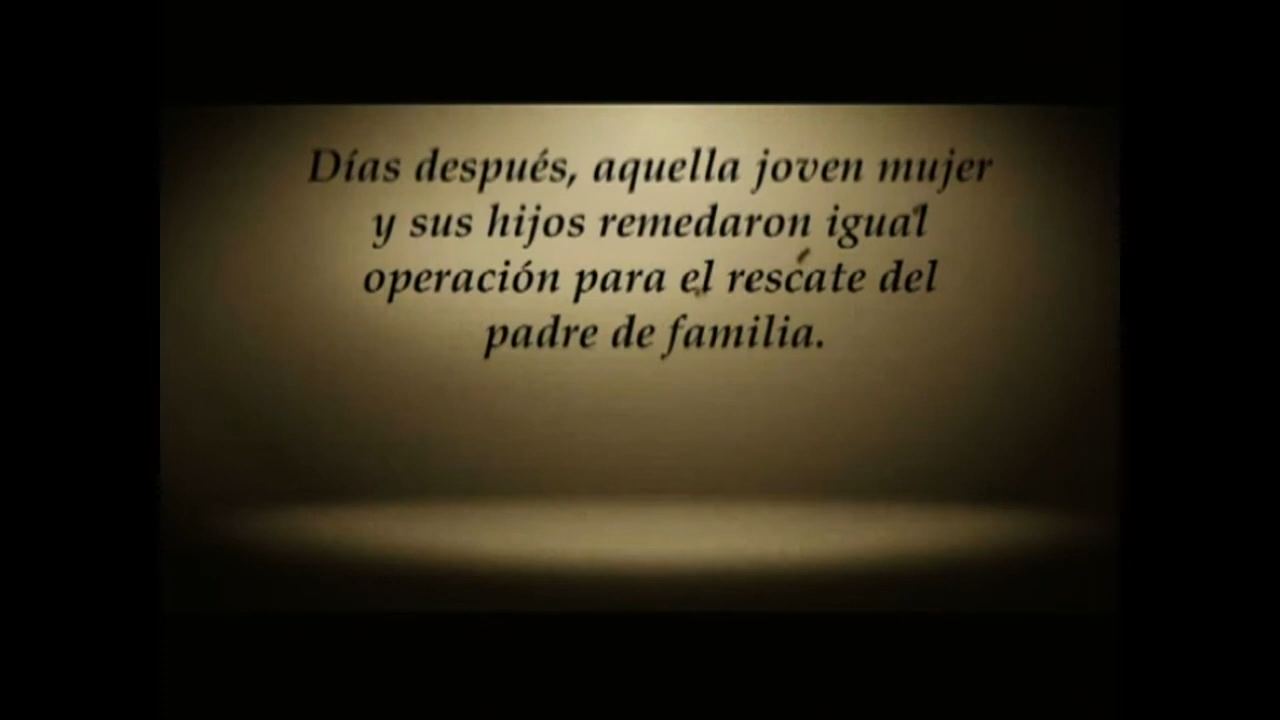 Días después, aquella joven mujer
y sus hijos remedaron igual
operación para el rescate del
padre de familia.